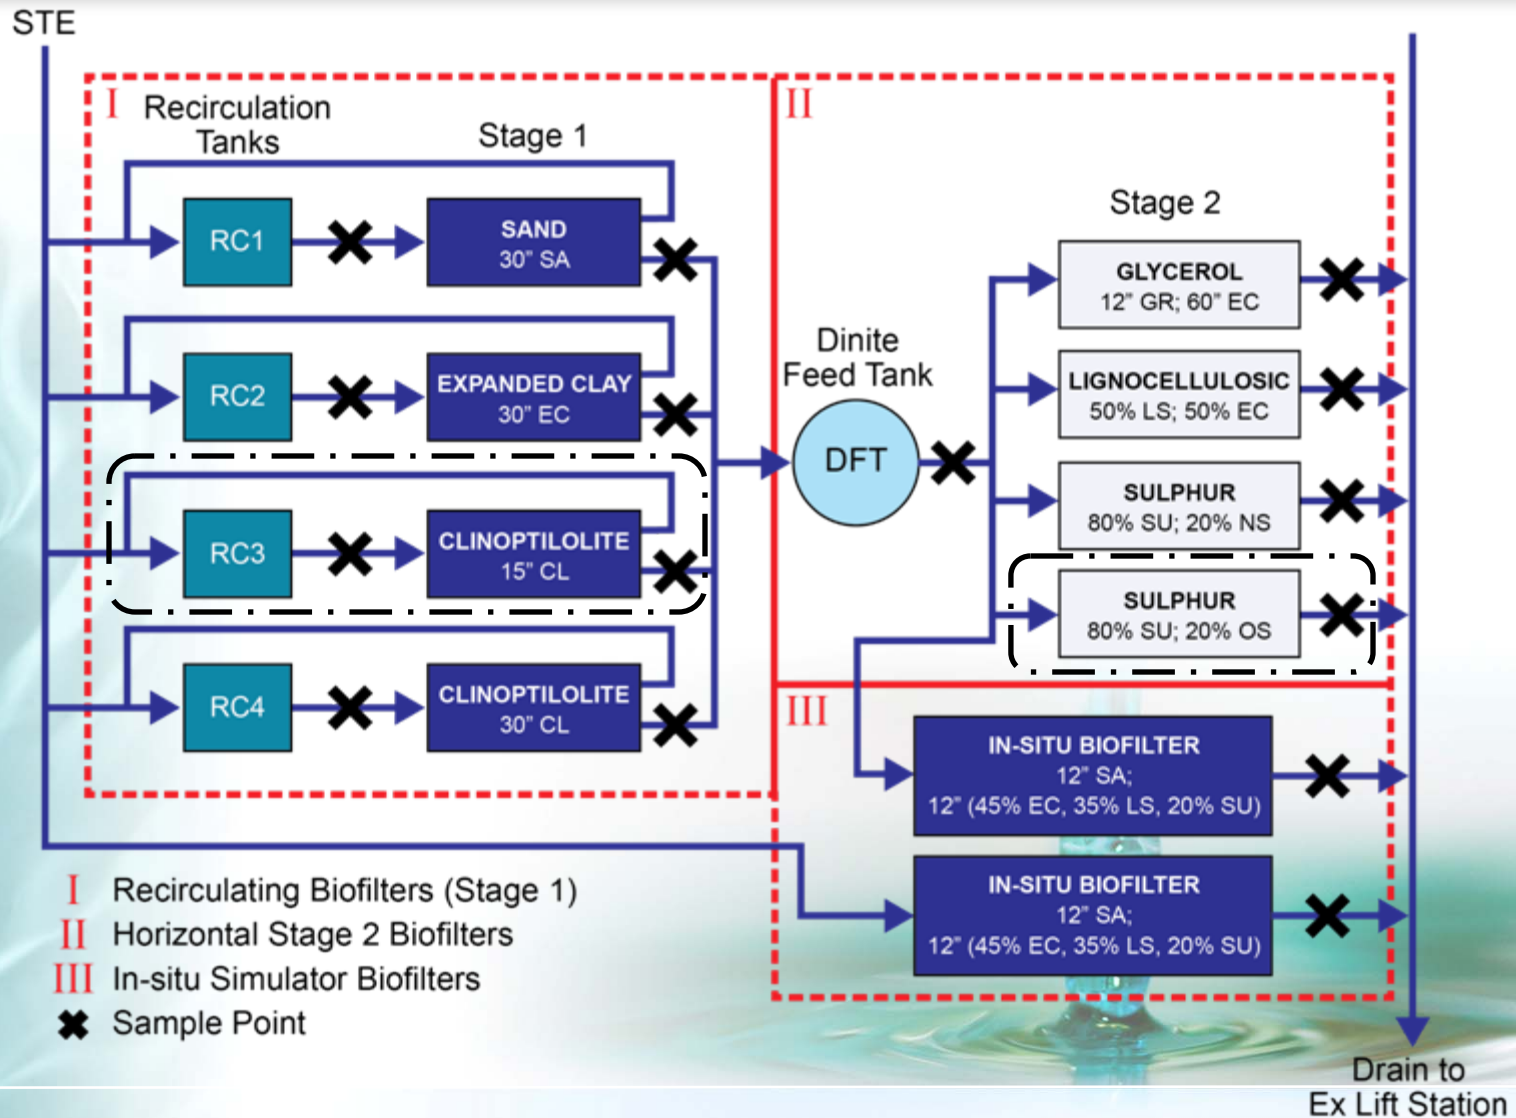 STE
I
Recirculation
Tanks
Stage 1
RC1
SAND
30” SA
RC2
EXPANDED CLAY
30” EC
RC3
CLINOPTILOLITE
15” CL
RC4
CLINOPTILOLITE
30” CL
II
Dinite
Feed Tank
DFT
Stage 2
GLYCEROL
12” GR; 60” EC
LIGNOCELLULOSIC
50% LS; 50% EC
SULPHUR
80% SU; 20% NS
SULPHUR
80% SU; 20% OS
III
IN-SITU BIOFILTER
12” SA;
12” (45% EC, 35% LS, 20% SU)
IN-SITU BIOFILTER
12” SA;
12” (45% EC, 35% LS, 20% SU)
I Recirculating Biofilters (Stage 1)
II Horizontal Stage 2 Biofilters
III In-situ Simulator Biofilters
Sample Point
Drain to
Ex Lift Station